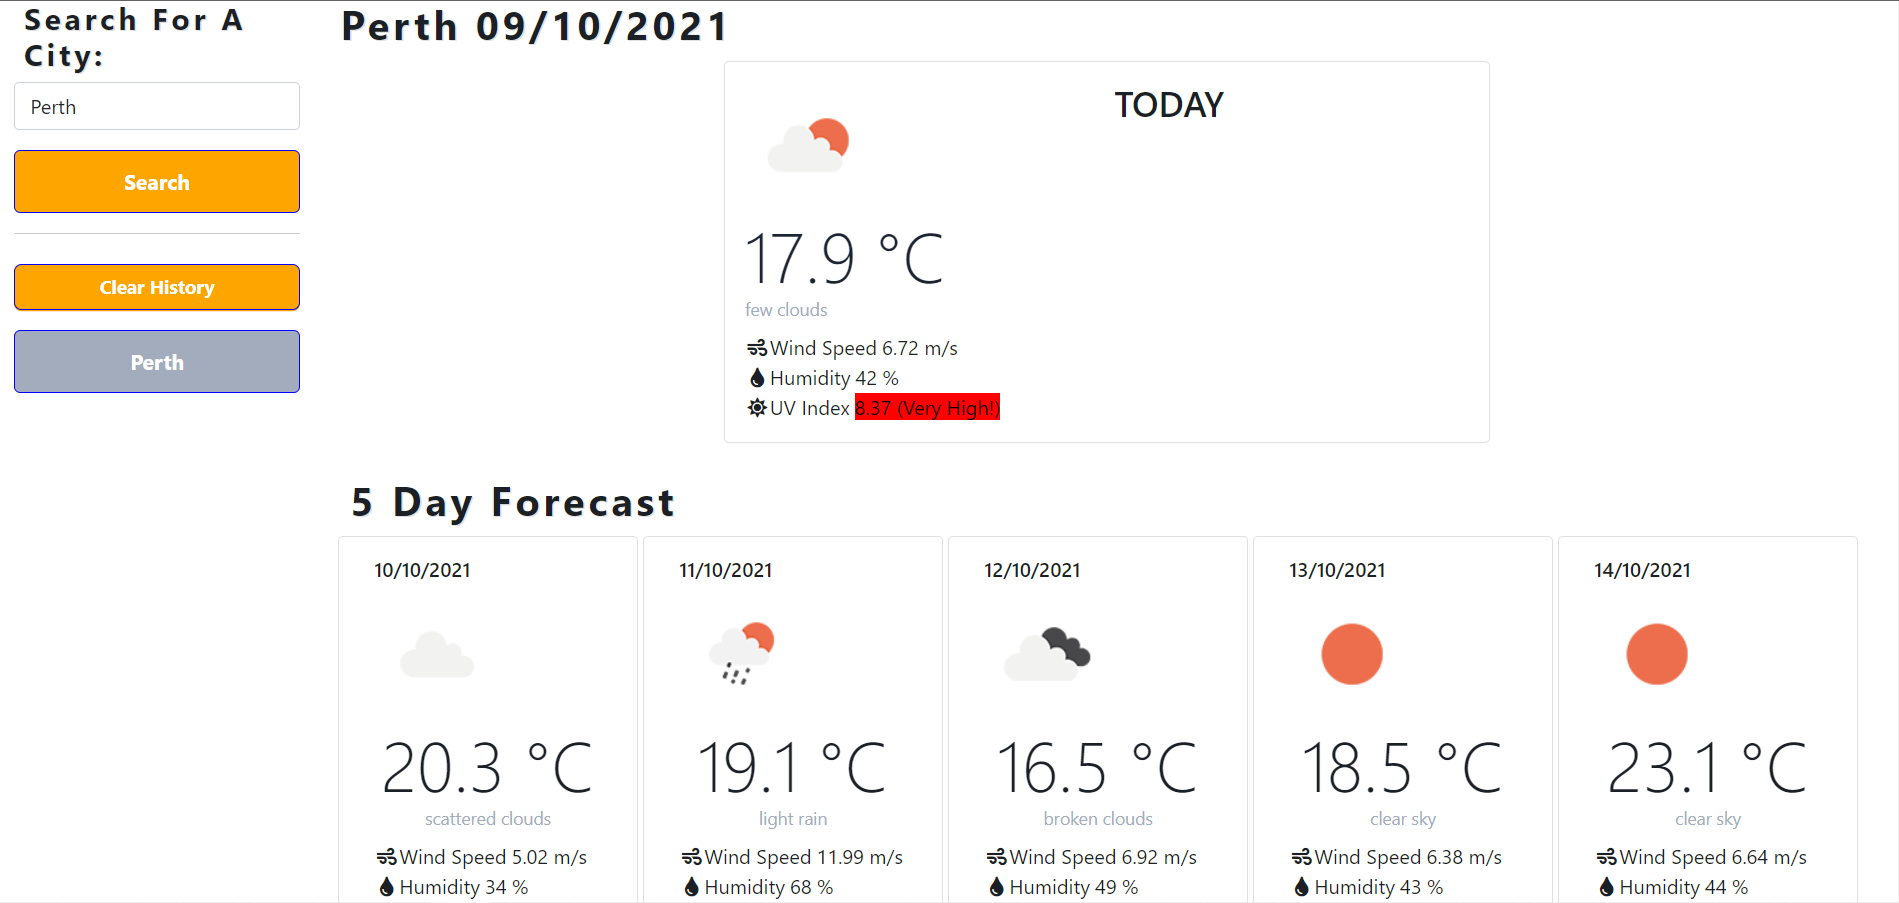 Search For A
City:
Perth
Search
Clear History
Perth
Perth 09/10/2021
TODAY
17.9 °C
few clouds
Wind Speed 6.72 m/s
Humidity 42 %
UV Index 8.37 (Very High!)
5 Day Forecast
10/10/2021
20.3 °C
scattered clouds
Wind Speed 5.02 m/s
Humidity 34 %
11/10/2021
19.1 °C
light rain
Wind Speed 11.99 m/s
Humidity 68 %
12/10/2021
16.5 °C
broken clouds
Wind Speed 6.92 m/s
Humidity 49 %
13/10/2021
18.5 °C
clear sky
Wind Speed 6.38 m/s
Humidity 43 %
14/10/2021
23.1 °C
clear sky
Wind Speed 6.64 m/s
Humidity 44 %